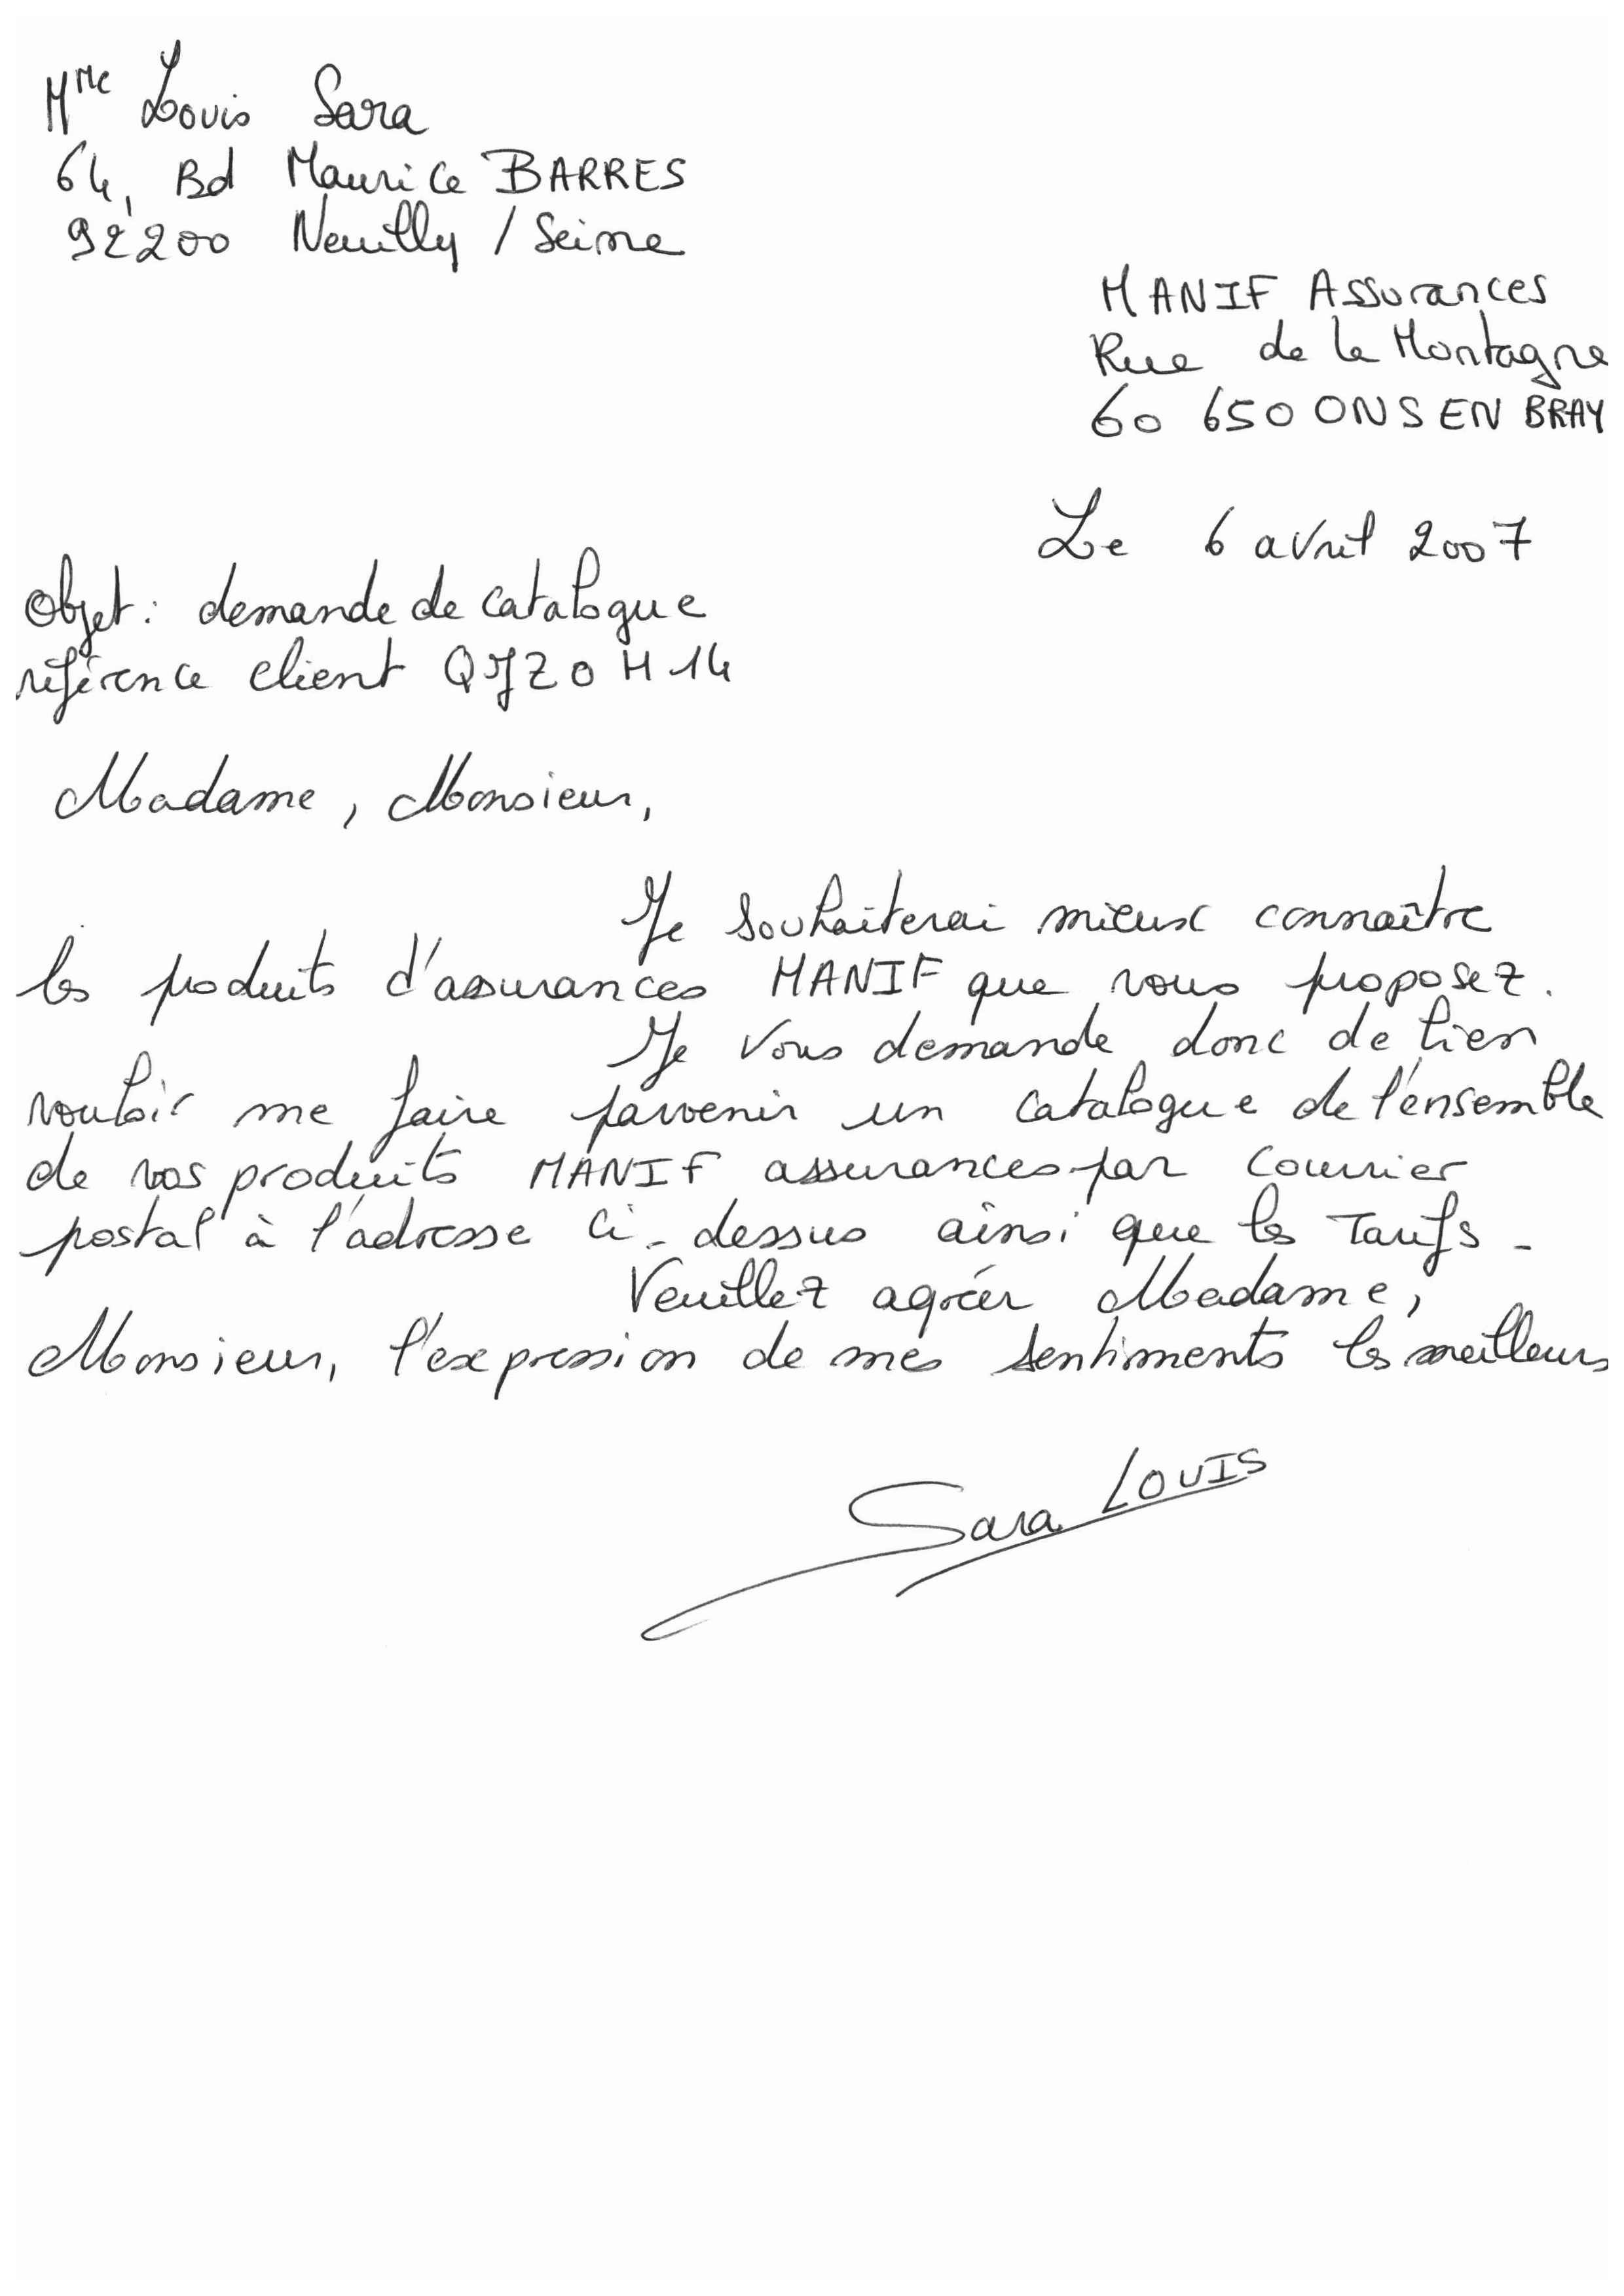 Mme Louis Sara
64, Bd Maurice BARRES
92200 Neuilly / Seine
MANIF Assurances
Rue de la Montagne
60 650 ONS EN BRAY
Le 6 avril 2007
Objet : demande de catalogue
référence client QJZOH14
Madame, Monsieur,
Je souhaiterai mieux connaître
les produits d'assurances MANIF que vous proposez.
Je vous demande donc de bien
vouloir me faire parvenir un catalogue de l'ensemble
de vos produits MANIF assurances par courrier
postal à l'adresse ci-dessus ainsi que les Tarifs -
Veuillez agréer Madame,
Monsieur, l'expression de mes sentiments les meilleurs
Sara LOUIS